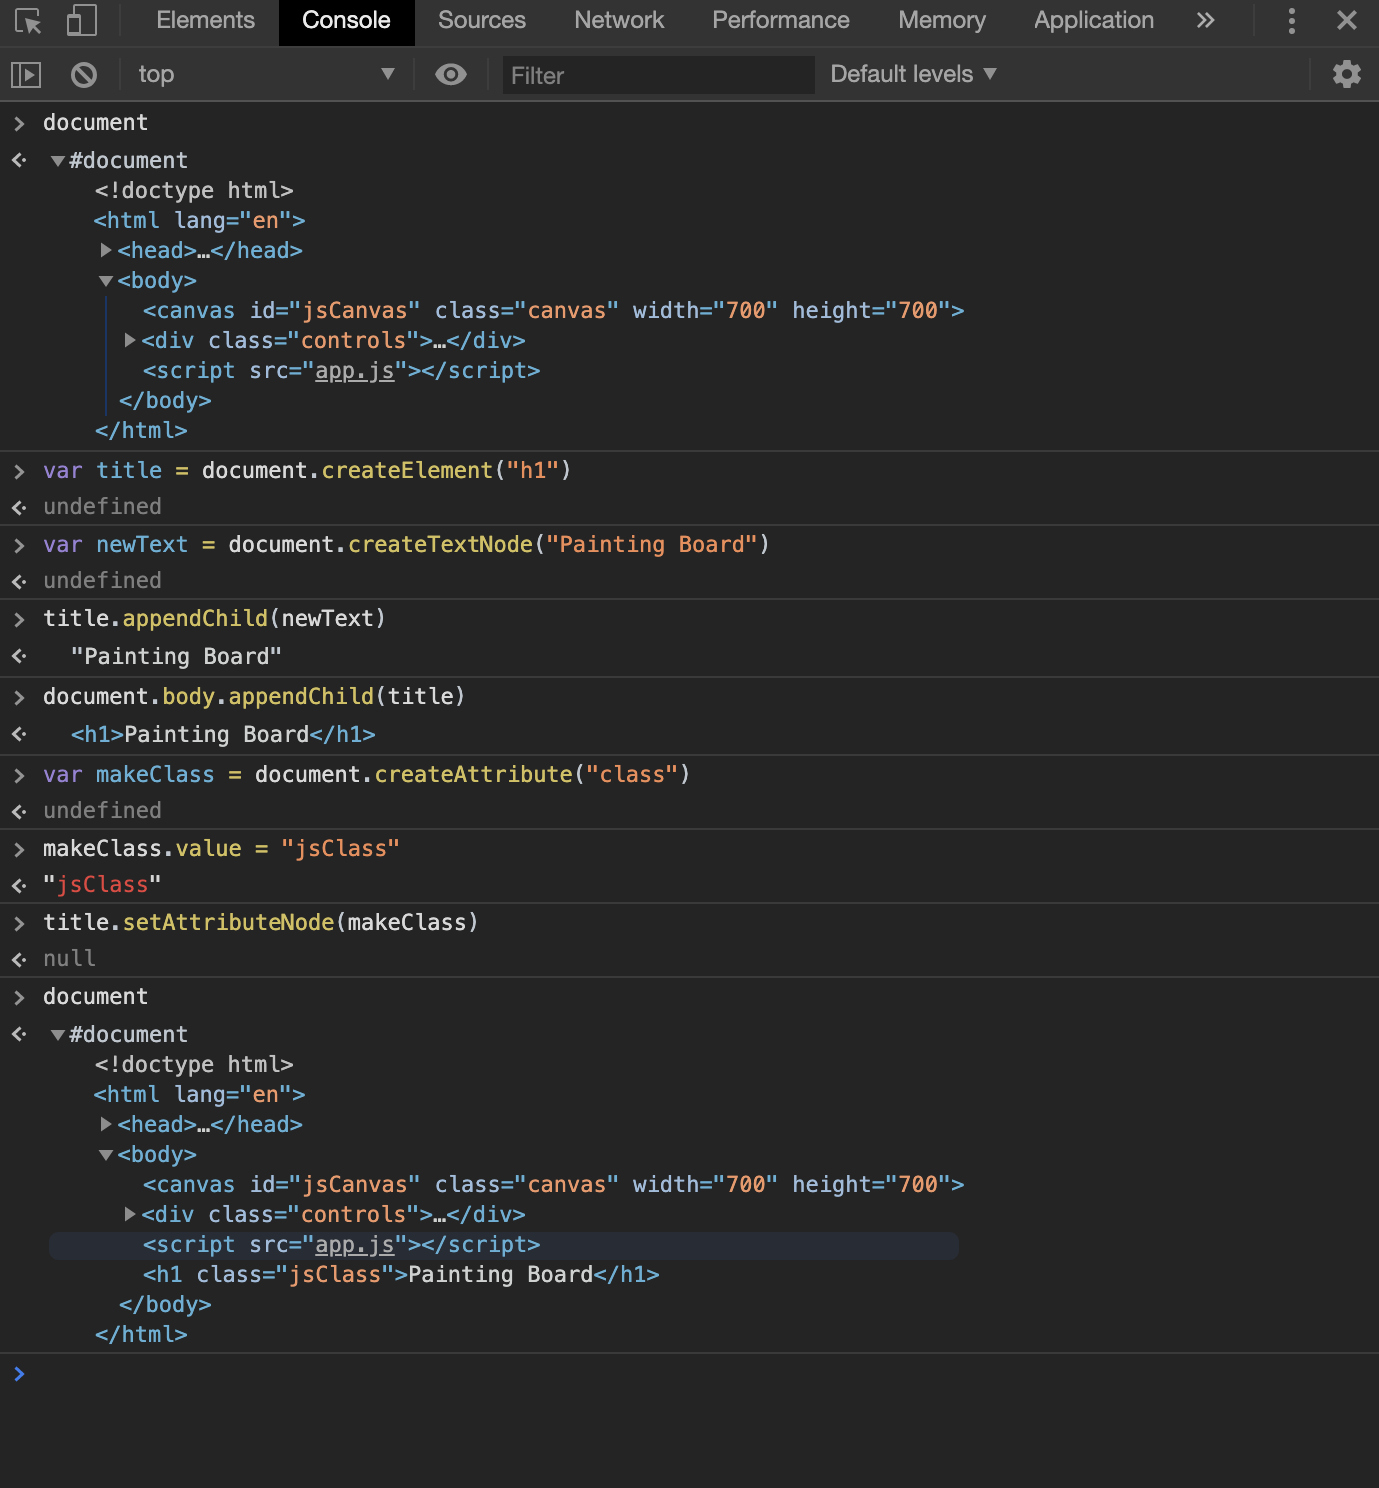 Elements Console Sources Network Performance Memory Application »
top Filter Default levels
> document
#document
<!doctype html>
<html lang="en">
<head>…</head>
<body>
<canvas id="jsCanvas" class="canvas" width="700" height="700">
<div class="controls">…</div>
<script src="app.js"></script>
</body>
</html>
> var title = document.createElement("h1")
undefined
> var newText = document.createTextNode("Painting Board")
undefined
> title.appendChild(newText)
"Painting Board"
> document.body.appendChild(title)
<h1>Painting Board</h1>
> var makeClass = document.createAttribute("class")
undefined
> makeClass.value = "jsClass"
"jsClass"
> title.setAttributeNode(makeClass)
null
> document
#document
<!doctype html>
<html lang="en">
<head>…</head>
<body>
<canvas id="jsCanvas" class="canvas" width="700" height="700">
<div class="controls">…</div>
<script src="app.js"></script>
<h1 class="jsClass">Painting Board</h1>
</body>
</html>
>